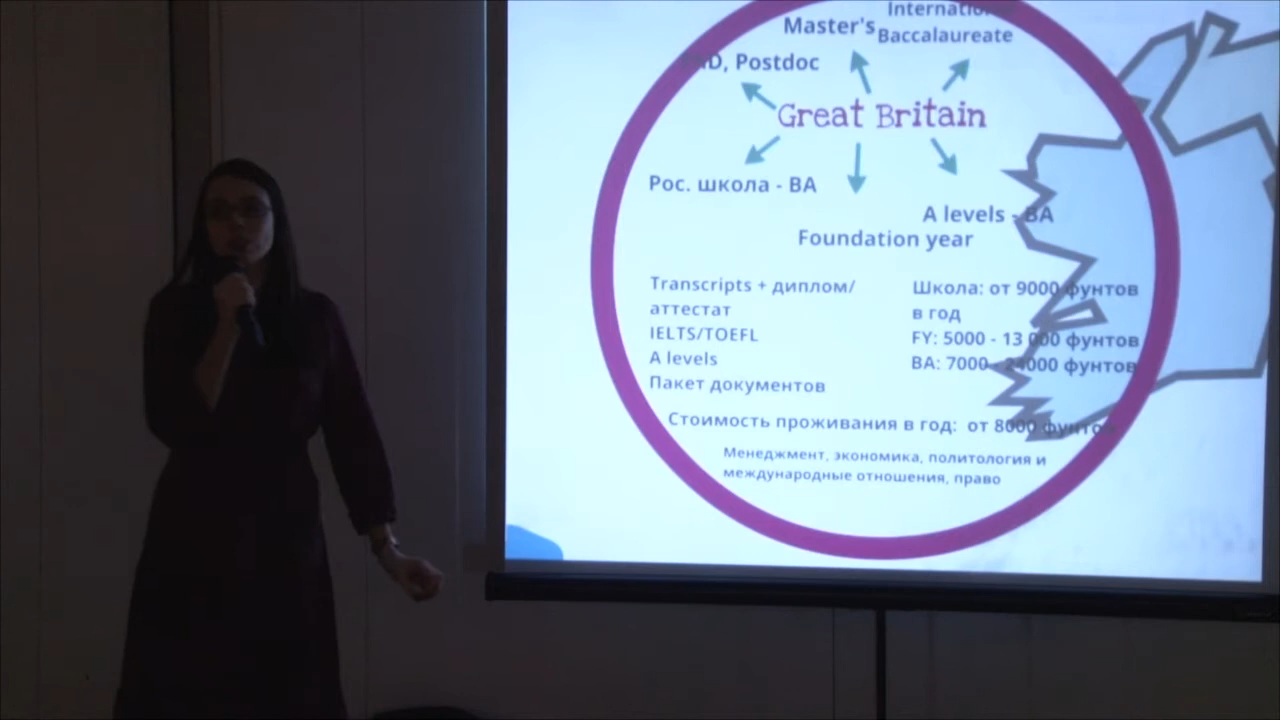 Internatio
Master's Baccalaureate
D, Postdoc
Great Britain
Рос. школа - BA
A levels - BA
Foundation year
Transcripts + диплом/
аттестат
IELTS/TOEFL
A levels
Пакет документов
Школа: от 9000 фунтов
в год
FY: 5000 - 13 000 фунтов
BA: 7000 - 24000 фунтов
Стоимость проживания в год: от 8000 фунтов
Менеджмент, экономика, политология и
международные отношения, право